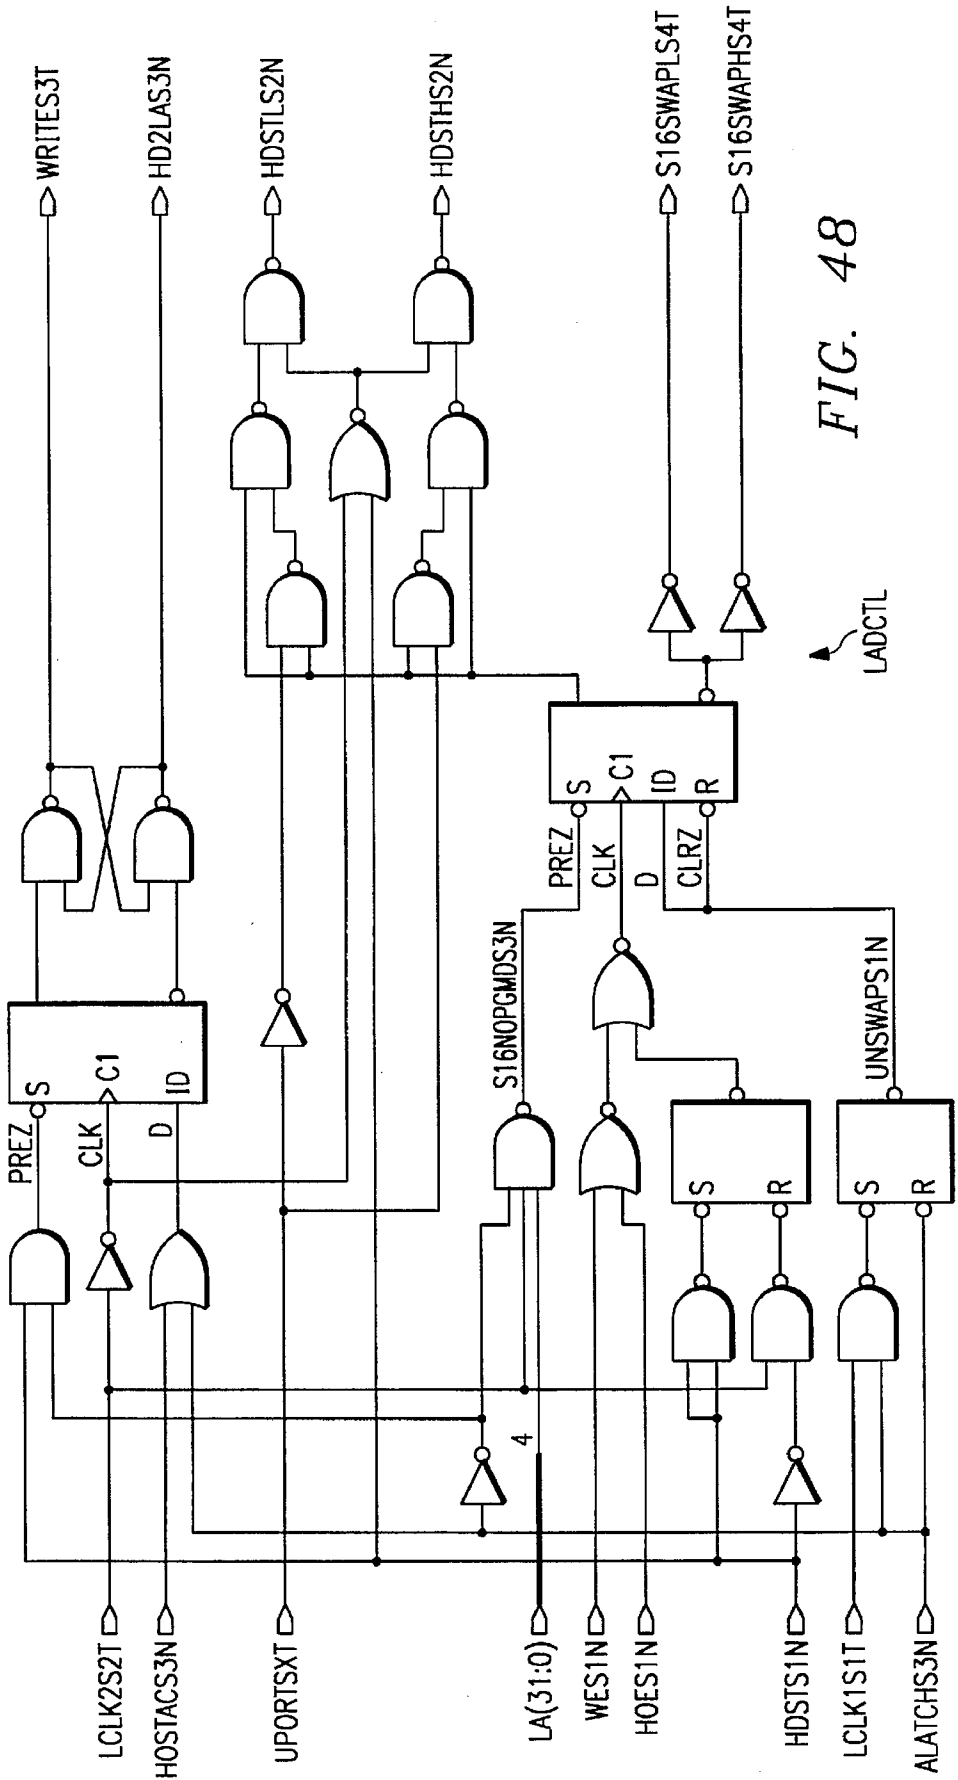 LCLK2S2T
HOSTACS3N
UPORTSXT
LA(31:0)
WES1N
HOES1N
HDSTS1N
LCLK1S1T
ALATCHS3N
4
PREZ
CLK
D
S
C1
ID
S16NOPGMDS3N
S
R
S
R
UNSWAPS1N
PREZ
CLK
D
CLRZ
S
C1
ID
R
WRITES3T
HD2LAS3N
HDSTLS2N
HDSTHS2N
S16SWAPLS4T
S16SWAPHS4T
LADCTL
FIG. 48